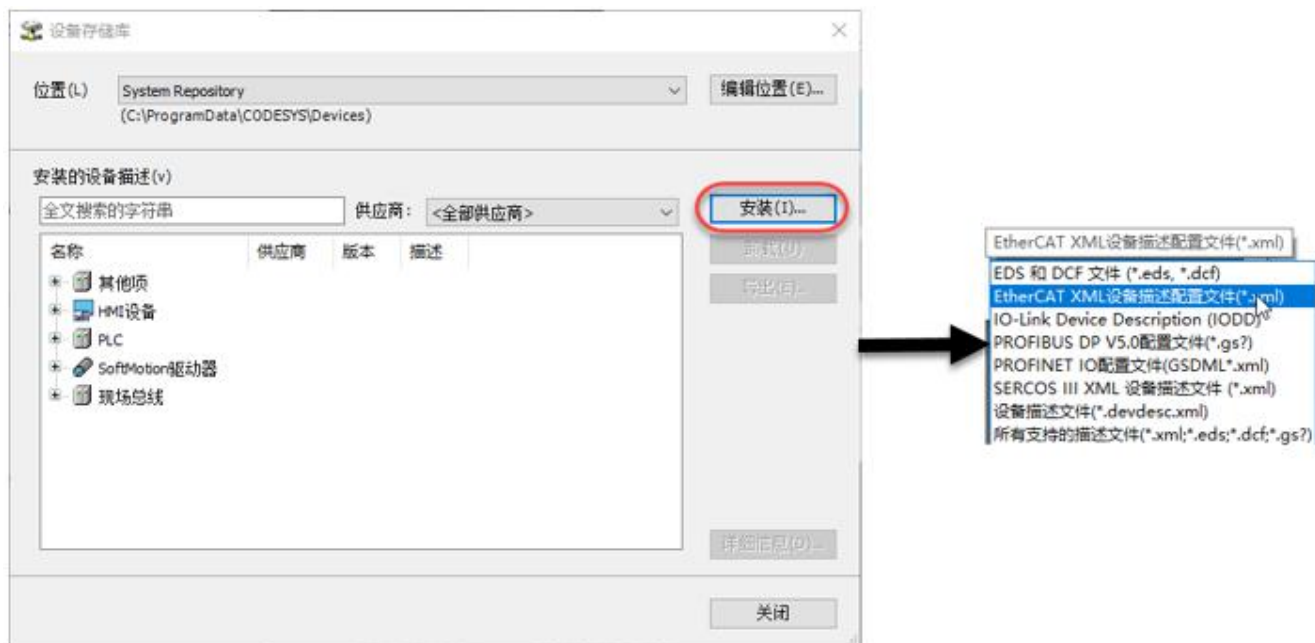 设备存储库
位置(L)
System Repository
编辑位置(E)...
(C:\ProgramData\CODESYS\Devices)
安装的设备描述(v)
全文搜索的字符串
供应商:
<全部供应商>
安装(I)...
名称 供应商 版本 描述
卸载(U)
导出(E)...
其他项
HMI设备
PLC
SoftMotion驱动器
现场总线
详细信息(D)...
关闭
EtherCAT XML设备描述配置文件(*.xml)
EDS 和 DCF 文件 (*.eds, *.dcf)
EtherCAT XML设备描述配置文件(*.xml)
IO-Link Device Description (IODD)
PROFIBUS DP V5.0配置文件(*.gs?)
PROFINET IO配置文件(GSDML*.xml)
SERCOS III XML 设备描述文件 (*.xml)
设备描述文件(*.devdesc.xml)
所有支持的描述文件(*.xml;*.eds;*.dcf;*.gs?)